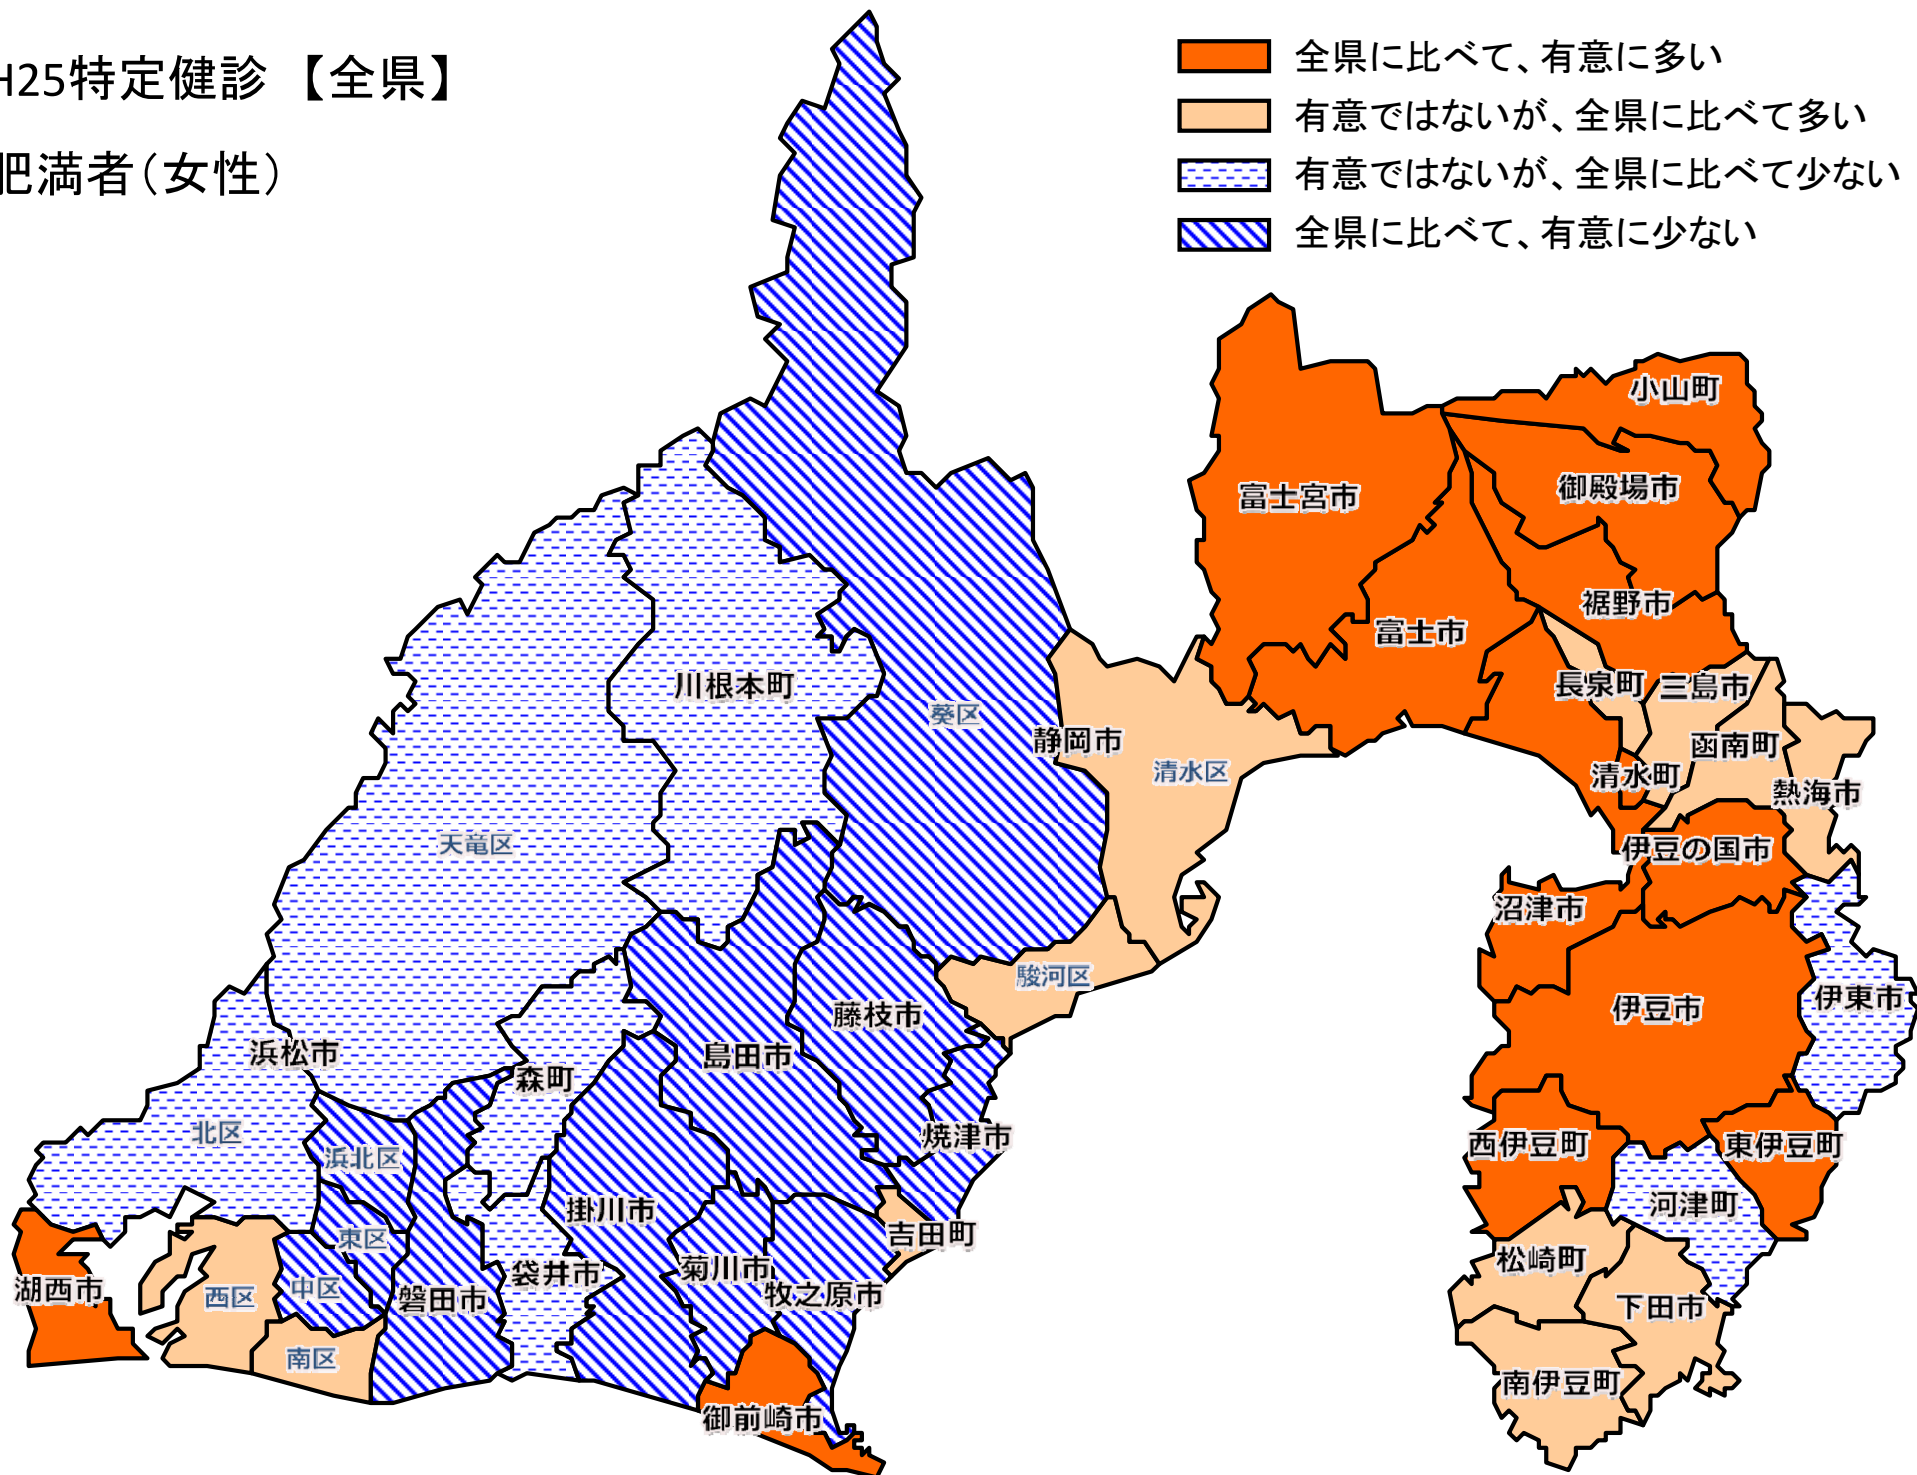 H25特定健診 【全県】
肥満者(女性)
全県に比べて、有意に多い
有意ではないが、全県に比べて多い
有意ではないが、全県に比べて少ない
全県に比べて、有意に少ない
小山町
御殿場市
富士宮市
裾野市
富士市
長泉町
三島市
川根本町
葵区
静岡市
函南町
清水区
清水町
熱海市
天竜区
伊豆の国市
沼津市
駿河区
伊東市
伊豆市
藤枝市
浜松市
島田市
森町
北区
焼津市
西伊豆町
東伊豆町
浜北区
河津町
掛川市
東区
吉田町
松崎町
菊川市
袋井市
湖西市
中区
西区
磐田市
牧之原市
下田市
南区
南伊豆町
御前崎市